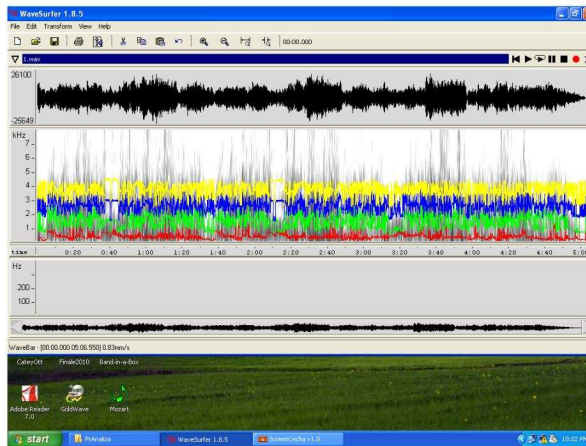 WaveSurfer 1.8.5
File Edit Transform View Help
00:00.000
1.wav
26100
-25649
kHz
7
6
5
4
3
2
1
time 0:20 0:40 1:00 1:20 1:40 2:00 2:20 2:40 3:00 3:20 3:40 4:00 4:20 4:40 5:00
Hz
200
100
WaveBar - [00:00.000 05:06.550] 0.83mm/s
CateyOtt Finale2010 Band-in-a-Box
Adobe Reader 7.0 GoldWave Mozart
start PrAnaliza WaveSurfer 1.8.5 10:02 PM